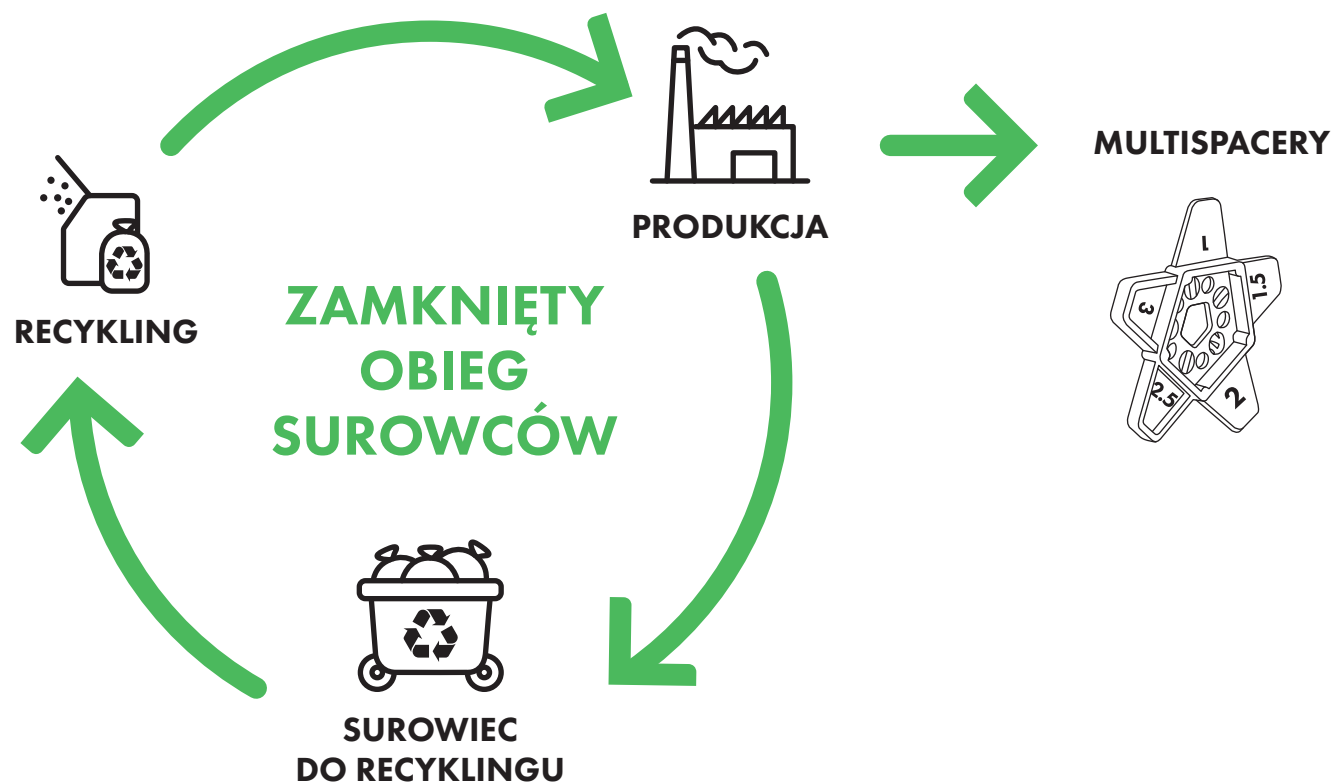 PRODUKCJA
MULTISPACERY
1
1.5
2
2.5
3
RECYKLING
ZAMKNIĘTY
OBIEG
SUROWCÓW
SUROWIEC
DO RECYKLINGU